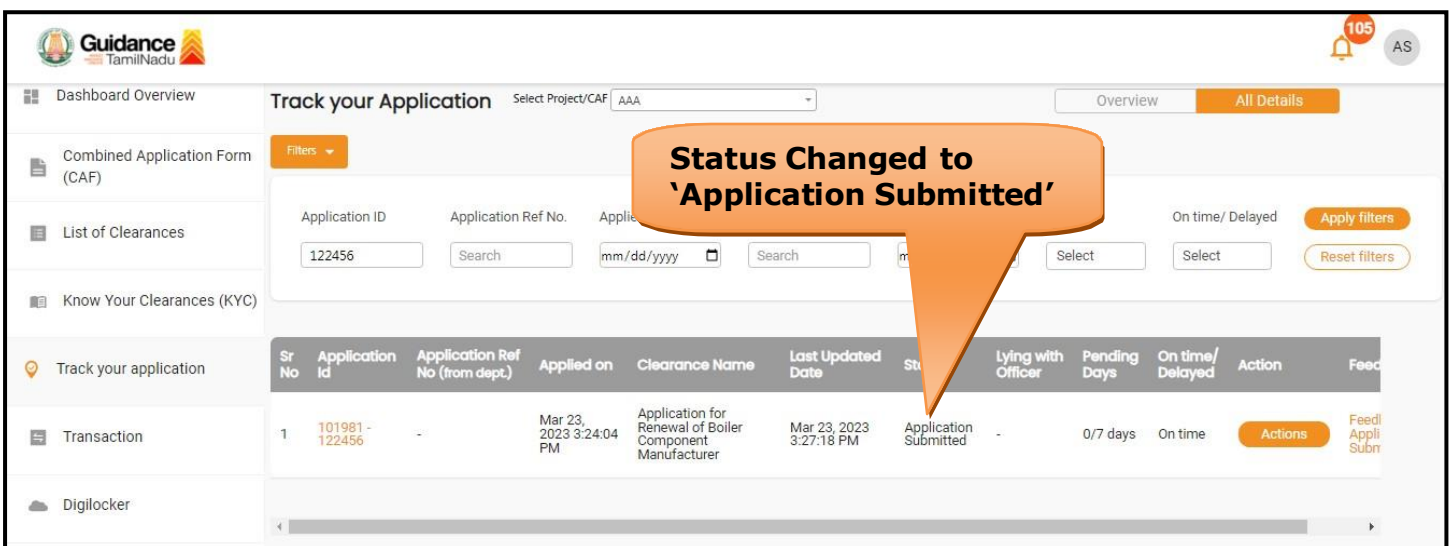 Guidance
TamilNadu
105
AS
Dashboard Overview
Track your Application
Select Project/CAF
AAA
Overview
All Details
Combined Application Form
(CAF)
Filters
Status Changed to
‘Application Submitted’
List of Clearances
Application ID
Application Ref No.
On time/ Delayed
Apply filters
122456
Search
mm/dd/yyyy
Search
Select
Select
Reset filters
Know Your Clearances (KYC)
Track your application
Sr
No
Application
Id
Application Ref
No (from dept.)
Applied on
Clearance Name
Last Updated
Date
Lying with
Officer
Pending
Days
On time/
Delayed
Action
Transaction
1
101981 -
122456
-
Mar 23,
2023 3:24:04
PM
Application for
Renewal of Boiler
Component
Manufacturer
Mar 23, 2023
3:27:18 PM
Application
Submitted
-
0/7 days
On time
Actions
Digilocker